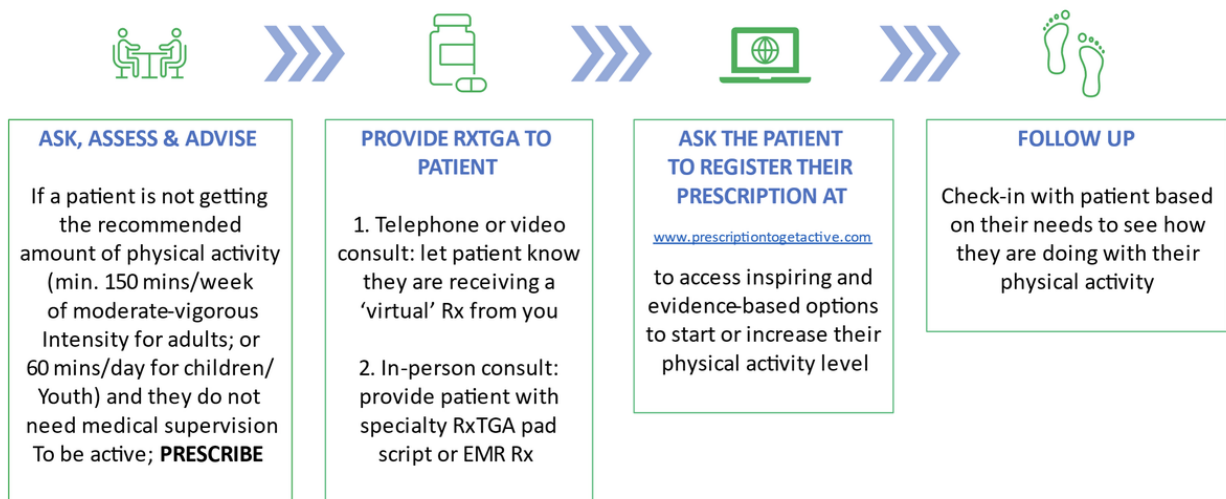 ASK, ASSESS & ADVISE
If a patient is not getting
the recommended
amount of physical activity
(min. 150 mins/week
of moderate-vigorous
Intensity for adults; or
60 mins/day for children/
Youth) and they do not
need medical supervision
To be active; PRESCRIBE
PROVIDE RXTGA TO
PATIENT
1. Telephone or video
consult: let patient know
they are receiving a
‘virtual’ Rx from you
2. In-person consult:
provide patient with
specialty RxTGA pad
script or EMR Rx
ASK THE PATIENT
TO REGISTER THEIR
PRESCRIPTION AT
www.prescriptiontogetactive.com
to access inspiring and
evidence-based options
to start or increase their
physical activity level
FOLLOW UP
Check-in with patient based
on their needs to see how
they are doing with their
physical activity